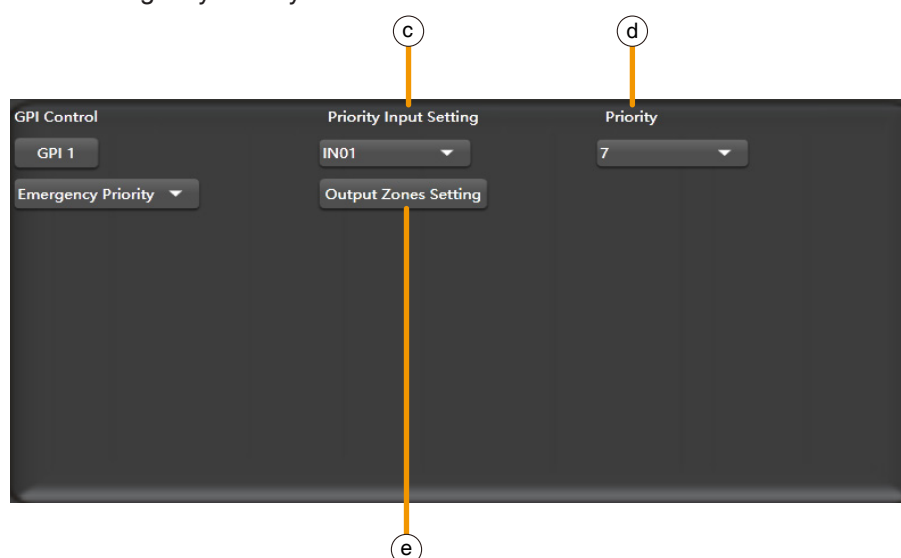 c d
GPI Control Priority Input Setting Priority
GPI 1 IN01 7
Emergency Priority Output Zones Setting
e